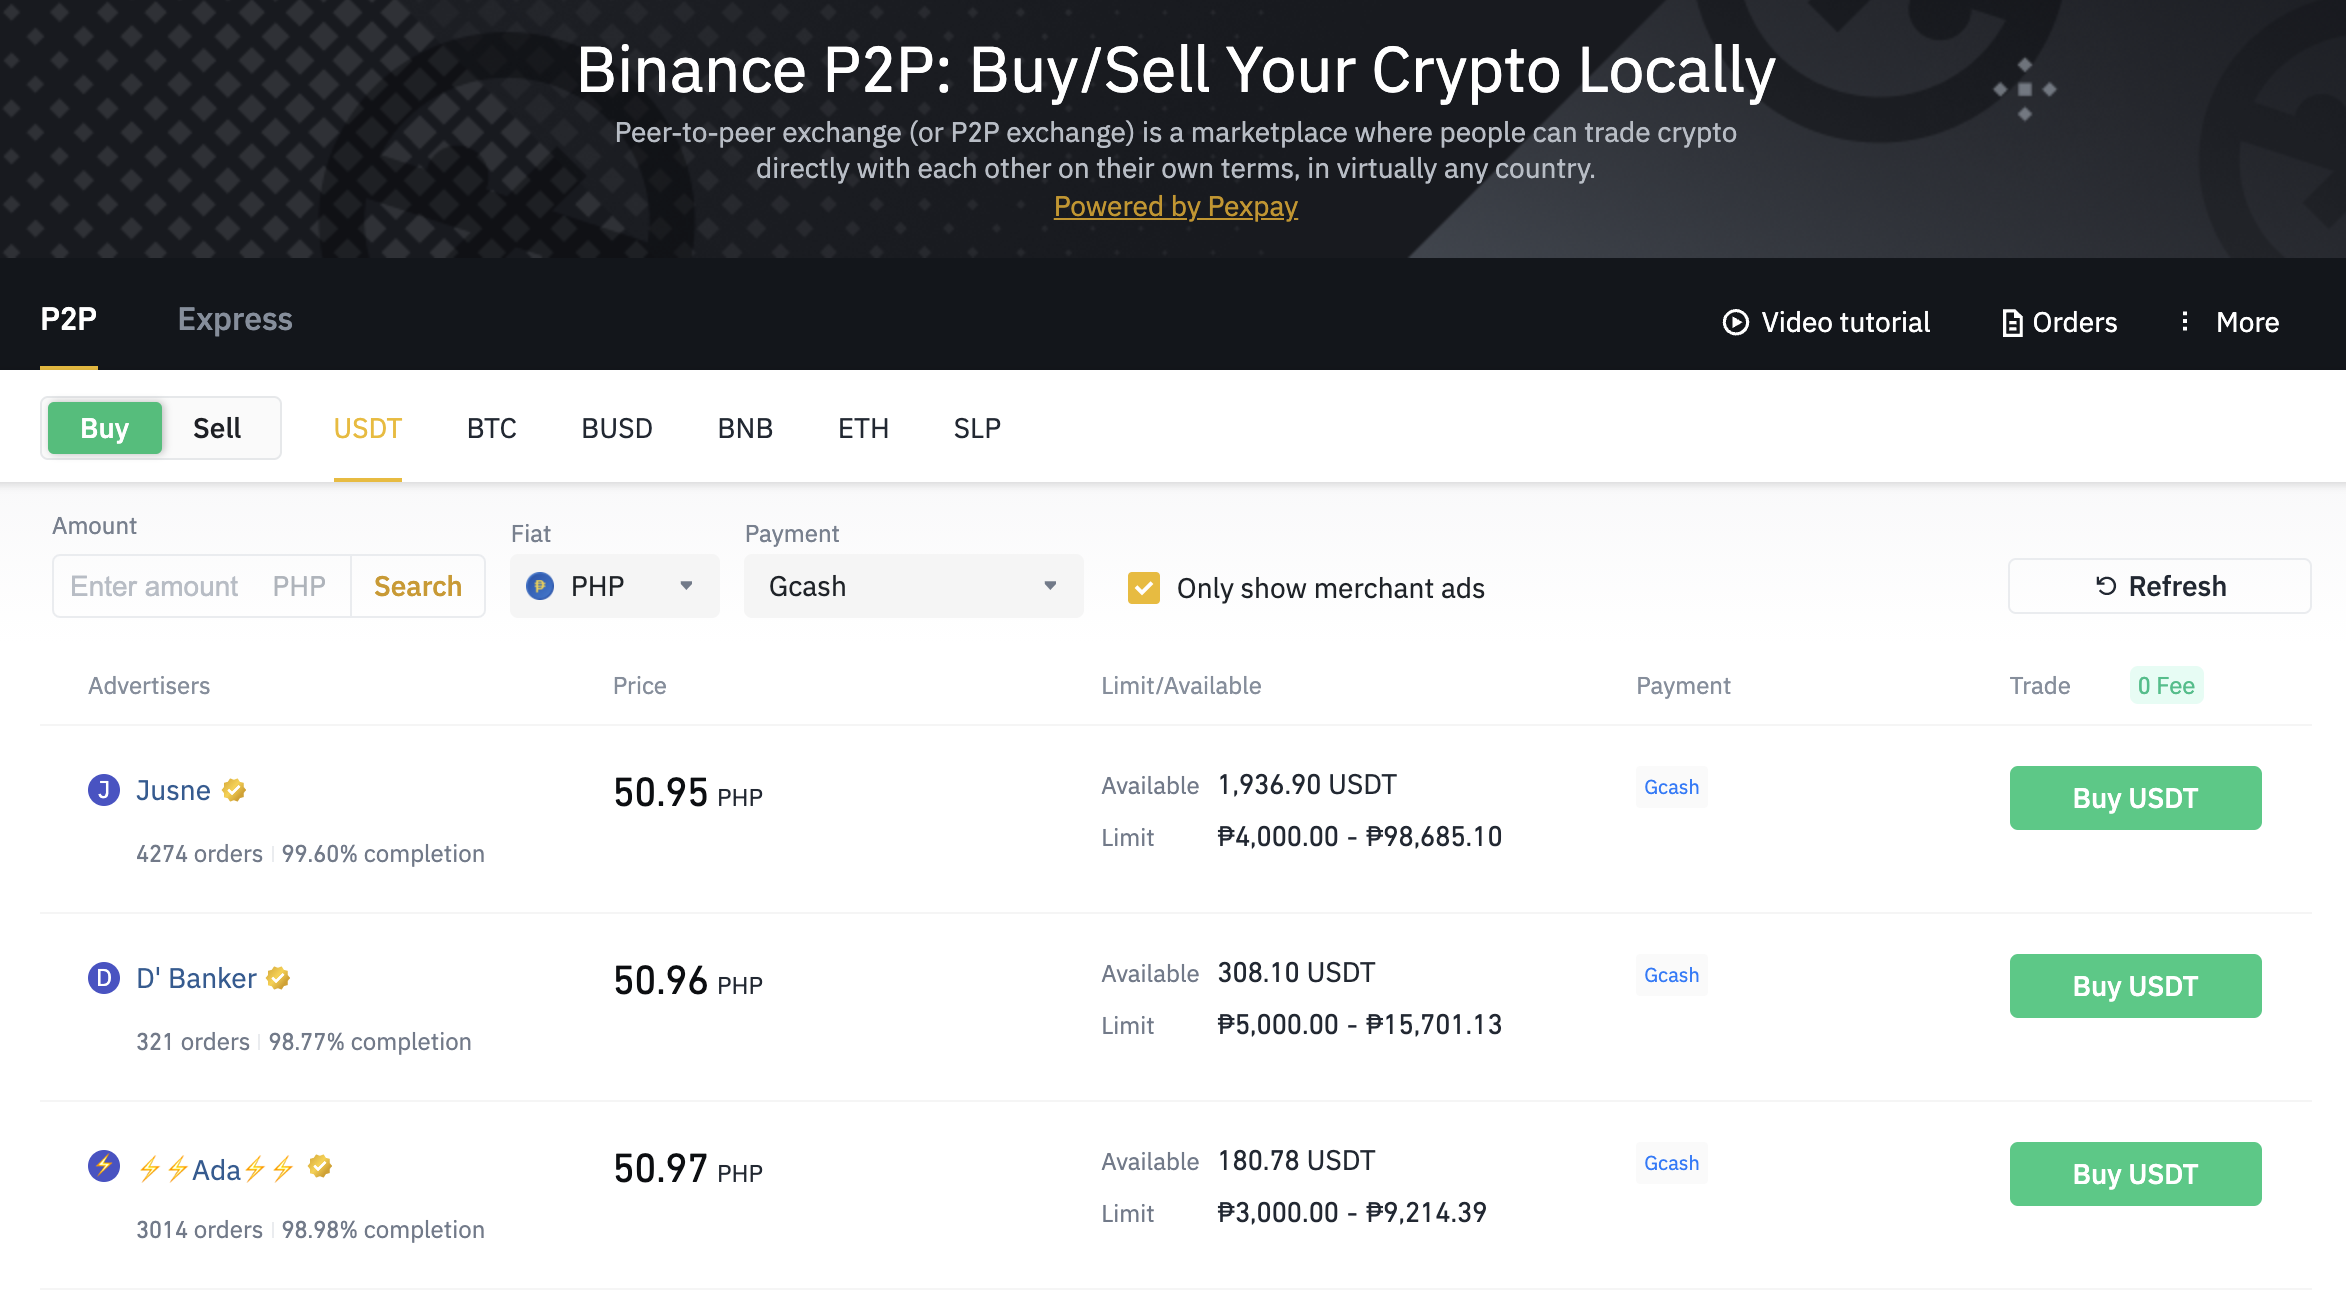 Binance P2P: Buy/Sell Your Crypto Locally
Peer-to-peer exchange (or P2P exchange) is a marketplace where people can trade crypto
directly with each other on their own terms, in virtually any country.
Powered by Pexpay
P2P Express Video tutorial Orders More
Buy Sell USDT BTC BUSD BNB ETH SLP
Amount Fiat Payment
Enter amount PHP Search PHP Gcash Only show merchant ads Refresh
Advertisers Price Limit/Available Payment Trade 0 Fee
J Jusne 50.95 PHP Available 1,936.90 USDT Gcash Buy USDT
Limit ₱4,000.00 - ₱98,685.10
4274 orders | 99.60% completion
D D' Banker 50.96 PHP Available 308.10 USDT Gcash Buy USDT
Limit ₱5,000.00 - ₱15,701.13
321 orders | 98.77% completion
⚡ ⚡⚡Ada⚡⚡ 50.97 PHP Available 180.78 USDT Gcash Buy USDT
Limit ₱3,000.00 - ₱9,214.39
3014 orders | 98.98% completion